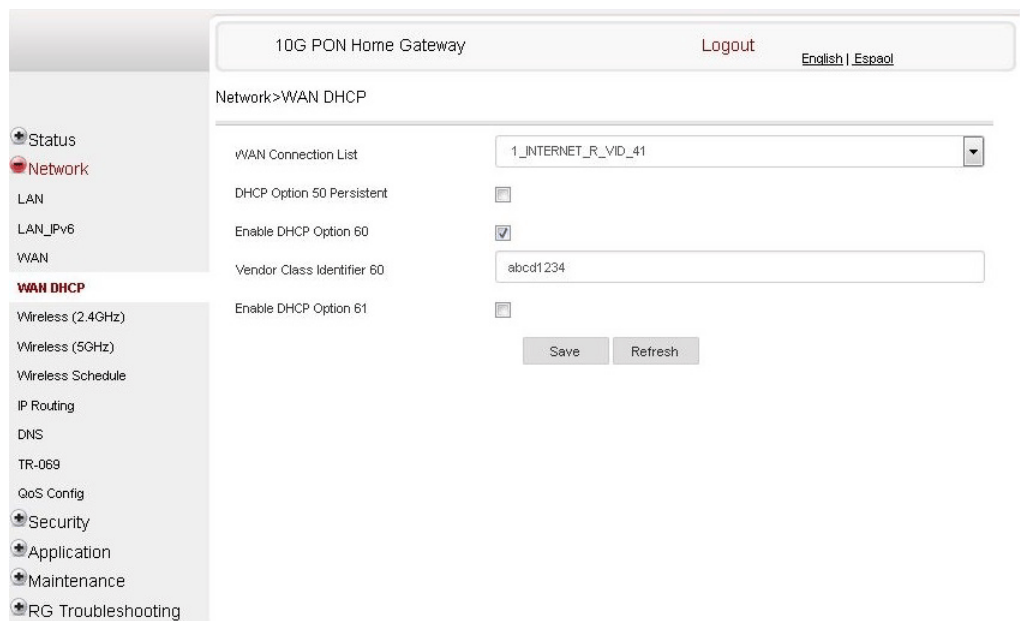 10G PON Home Gateway
Logout
English | Espaol
Network>WAN DHCP
Status
Network
LAN
LAN_IPv6
WAN
WAN DHCP
Wireless (2.4GHz)
Wireless (5GHz)
Wireless Schedule
IP Routing
DNS
TR-069
QoS Config
Security
Application
Maintenance
RG Troubleshooting
WAN Connection List
1_INTERNET_R_VID_41
DHCP Option 50 Persistent
Enable DHCP Option 60
Vendor Class Identifier 60
abcd1234
Enable DHCP Option 61
Save
Refresh